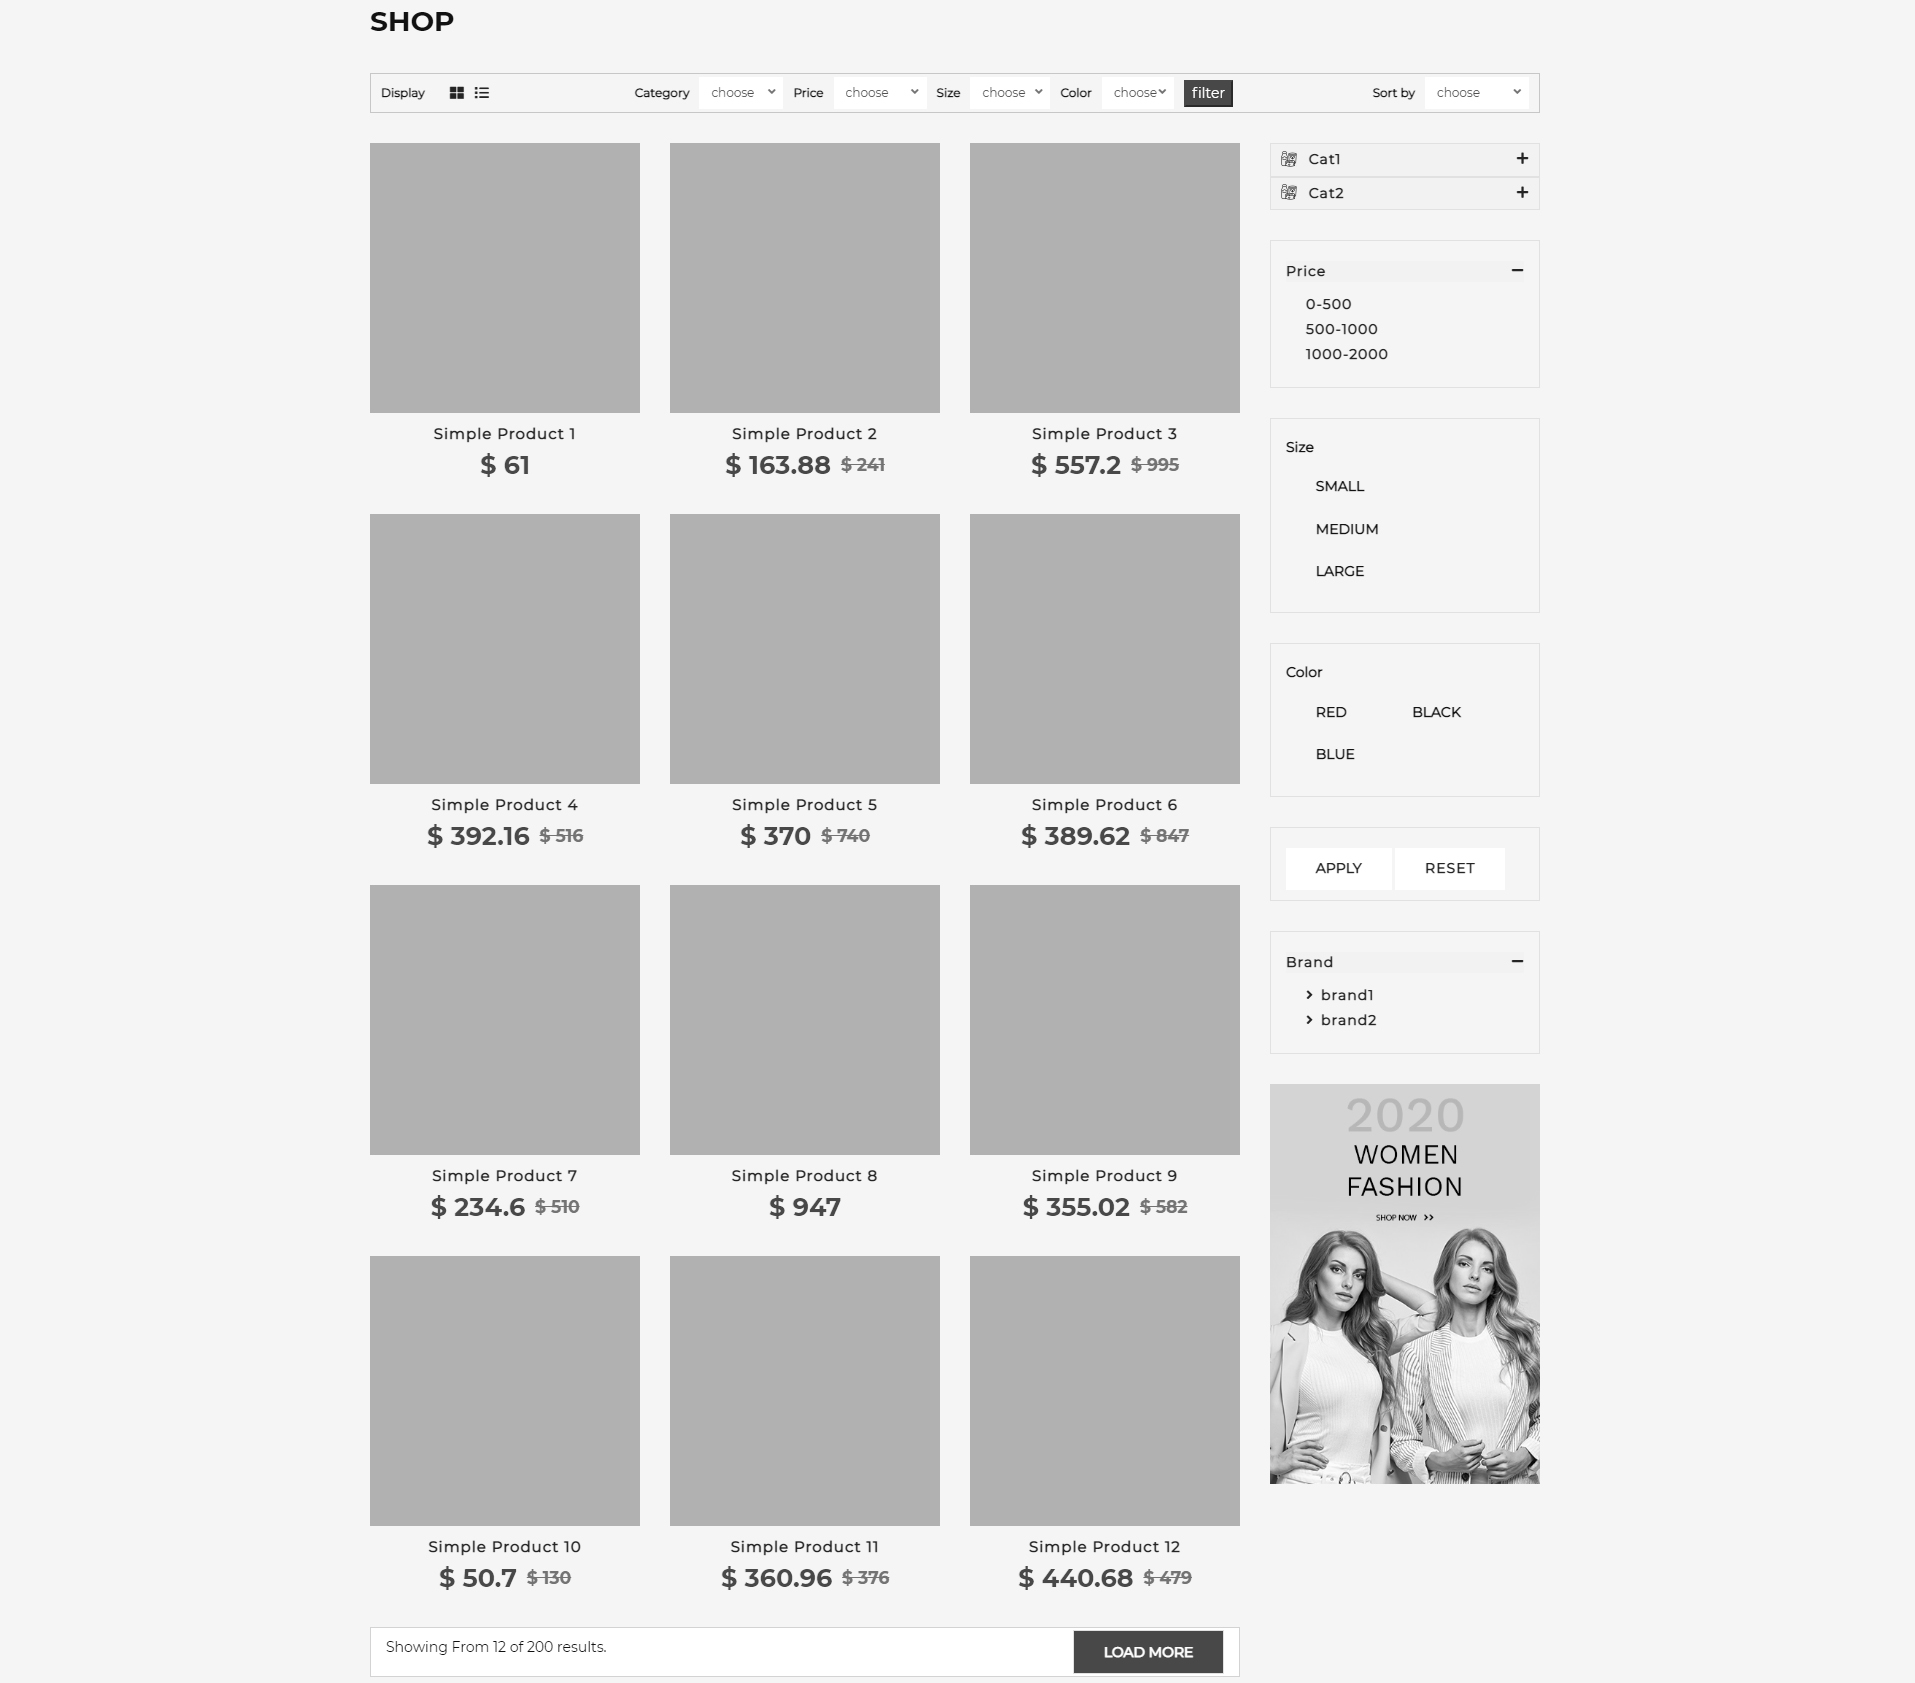 SHOP
Display Category choose Price choose Size choose Color choose filter Sort by choose
Simple Product 1
$ 61
Simple Product 2
$ 163.88 $ 241
Simple Product 3
$ 557.2 $ 995
Simple Product 4
$ 392.16 $ 516
Simple Product 5
$ 370 $ 740
Simple Product 6
$ 389.62 $ 847
Simple Product 7
$ 234.6 $ 510
Simple Product 8
$ 947
Simple Product 9
$ 355.02 $ 582
Simple Product 10
$ 50.7 $ 130
Simple Product 11
$ 360.96 $ 376
Simple Product 12
$ 440.68 $ 479
Showing From 12 of 200 results.
LOAD MORE
Cat1
Cat2
Price
0-500
500-1000
1000-2000
Size
SMALL
MEDIUM
LARGE
Color
RED BLACK
BLUE
APPLY RESET
Brand
brand1
brand2
2020
WOMEN
FASHION
SHOP NOW